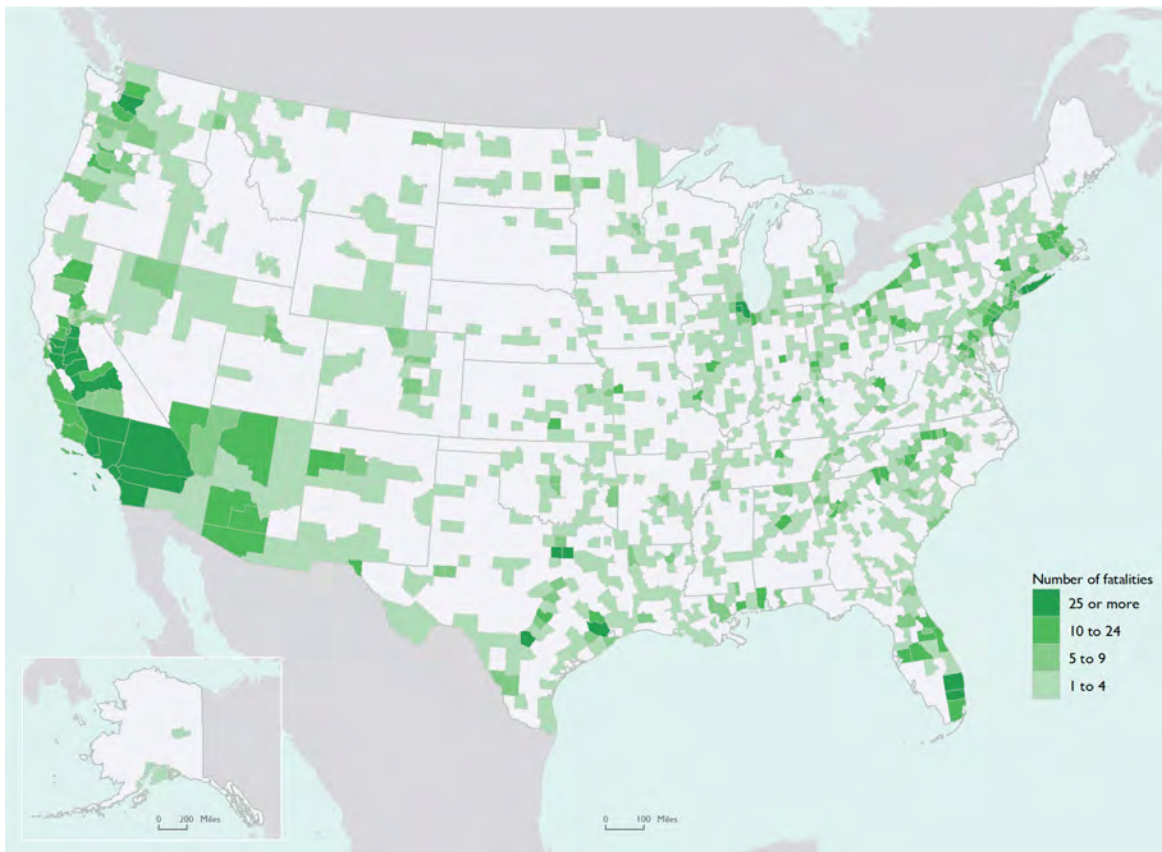 Number of fatalities
25 or more
10 to 24
5 to 9
1 to 4
0 200 Miles
0 100 Miles